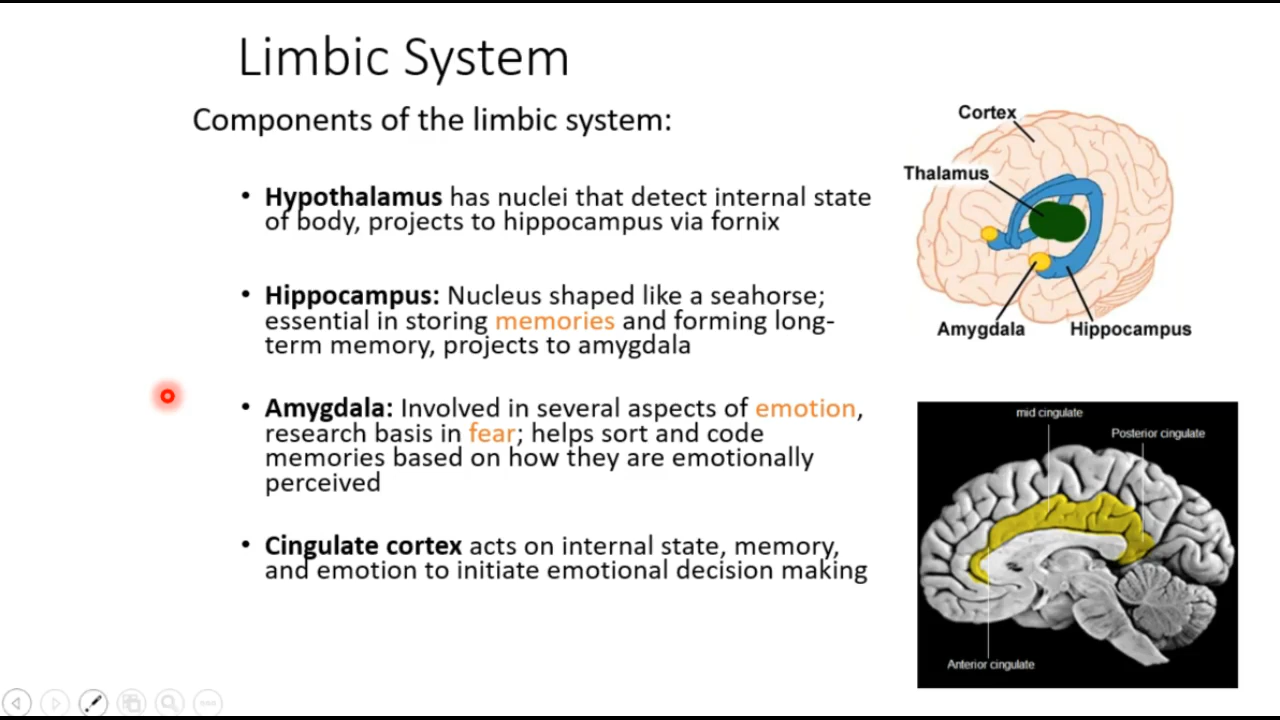 Limbic System
Components of the limbic system:
• Hypothalamus has nuclei that detect internal state
of body, projects to hippocampus via fornix
• Hippocampus: Nucleus shaped like a seahorse;
essential in storing memories and forming long-
term memory, projects to amygdala
• Amygdala: Involved in several aspects of emotion,
research basis in fear; helps sort and code
memories based on how they are emotionally
perceived
• Cingulate cortex acts on internal state, memory,
and emotion to initiate emotional decision making
Cortex
Thalamus
Amygdala
Hippocampus
mid cingulate
Posterior cingulate
Anterior cingulate